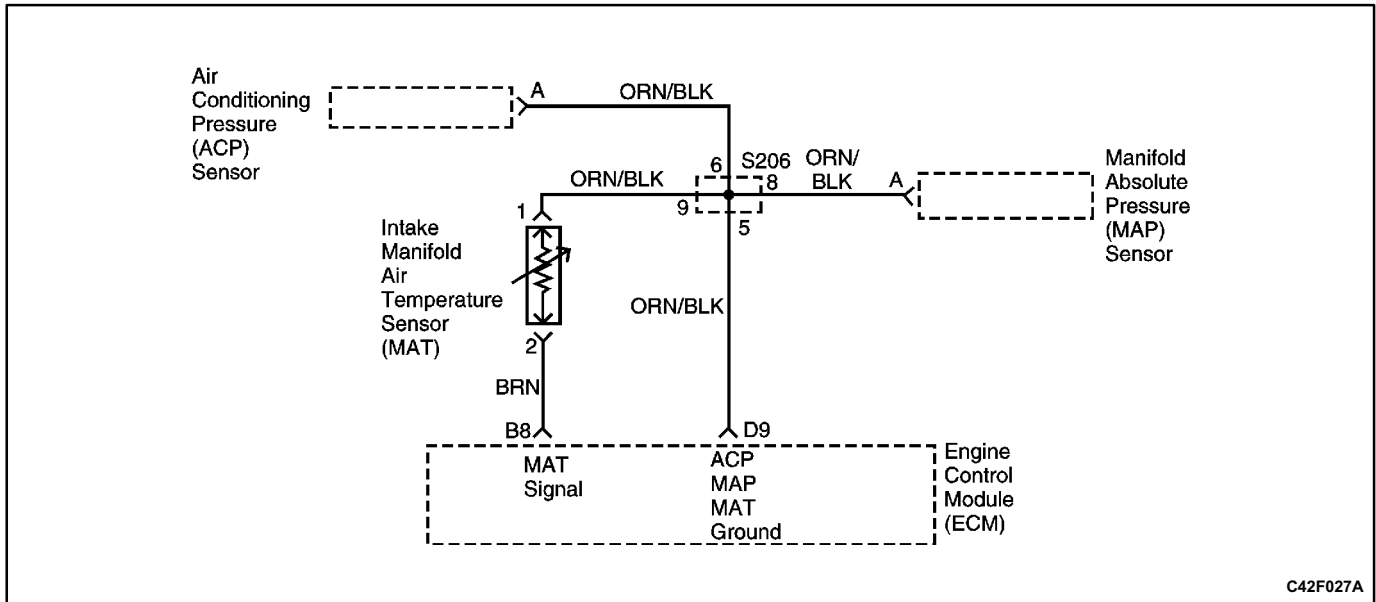 Air
Conditioning
Pressure
(ACP)
Sensor
A
ORN/BLK
6
S206
ORN/
BLK
8
A
Manifold
Absolute
Pressure
(MAP)
Sensor
ORN/BLK
9
5
1
Intake
Manifold
Air
Temperature
Sensor
(MAT)
2
ORN/BLK
BRN
B8
D9
MAT
Signal
ACP
MAP
MAT
Ground
Engine
Control
Module
(ECM)
C42F027A